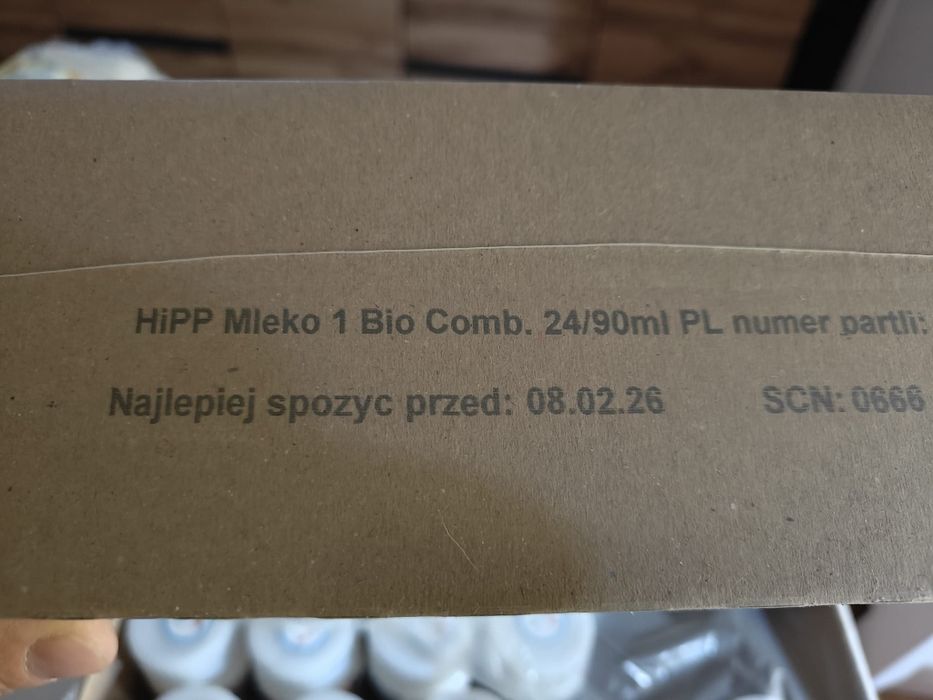 HiPP Mleko 1 Bio Comb. 24/90ml PL numer partIi:
Najlepiej spozyc przed: 08.02.26 SCN: 0666